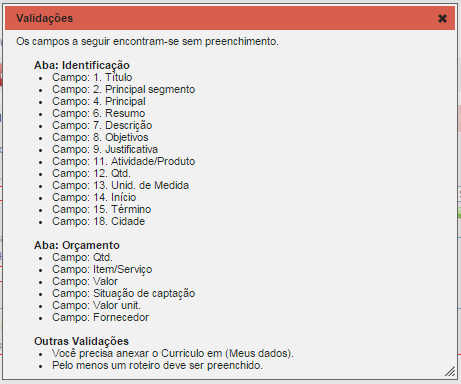 Validações
Os campos a seguir encontram-se sem preenchimento.
Aba: Identificação
Campo: 1. Título
Campo: 2. Principal segmento
Campo: 4. Principal
Campo: 6. Resumo
Campo: 7. Descrição
Campo: 8. Objetivos
Campo: 9. Justificativa
Campo: 11. Atividade/Produto
Campo: 12. Qtd.
Campo: 13. Unid. de Medida
Campo: 14. Início
Campo: 15. Término
Campo: 18. Cidade
Aba: Orçamento
Campo: Qtd.
Campo: Item/Serviço
Campo: Valor
Campo: Situação de captação
Campo: Valor unit.
Campo: Fornecedor
Outras Validações
Você precisa anexar o Curriculo em (Meus dados).
Pelo menos um roteiro deve ser preenchido.